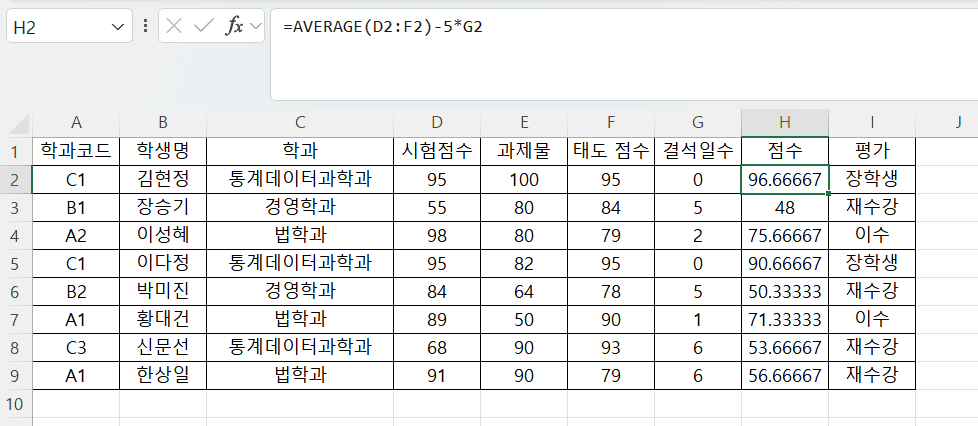 H2 fx =AVERAGE(D2:F2)-5*G2
A B C D E F G H I J
1 학과코드 학생명 학과 시험점수 과제물 태도 점수 결석일수 점수 평가
2 C1 김현정 통계데이터과학과 95 100 95 0 96.66667 장학생
3 B1 장승기 경영학과 55 80 84 5 48 재수강
4 A2 이성혜 법학과 98 80 79 2 75.66667 이수
5 C1 이다정 통계데이터과학과 95 82 95 0 90.66667 장학생
6 B2 박미진 경영학과 84 64 78 5 50.33333 재수강
7 A1 황대건 법학과 89 50 90 1 71.33333 이수
8 C3 신문선 통계데이터과학과 68 90 93 6 53.66667 재수강
9 A1 한상일 법학과 91 90 79 6 56.66667 재수강
10